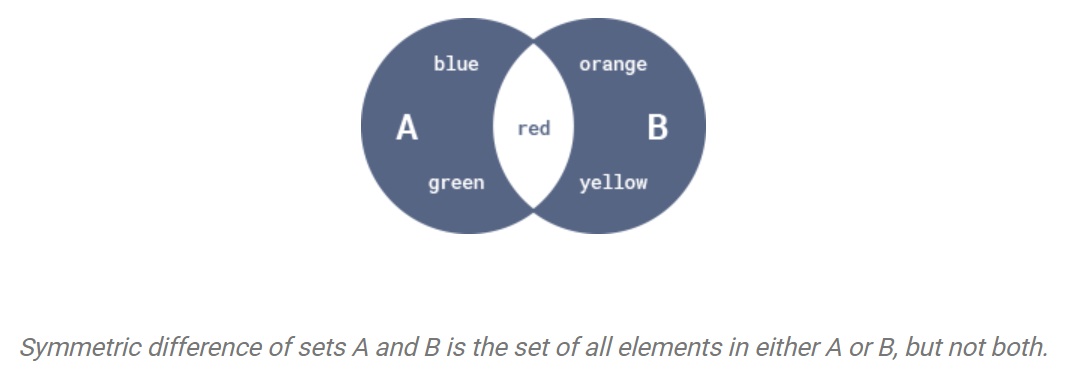 blue
orange
A
red
B
green
yellow
Symmetric difference of sets A and B is the set of all elements in either A or B, but not both.